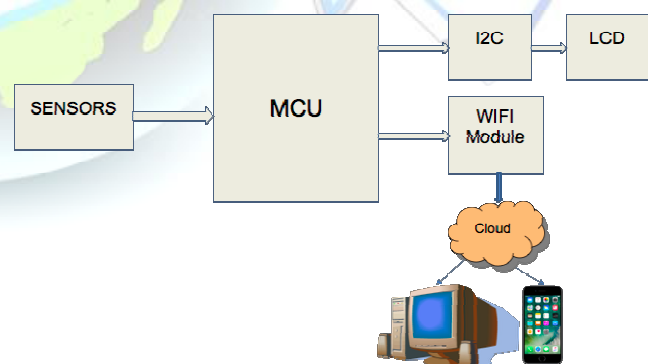 I2C
LCD
SENSORS
MCU
WIFI
Module
Cloud